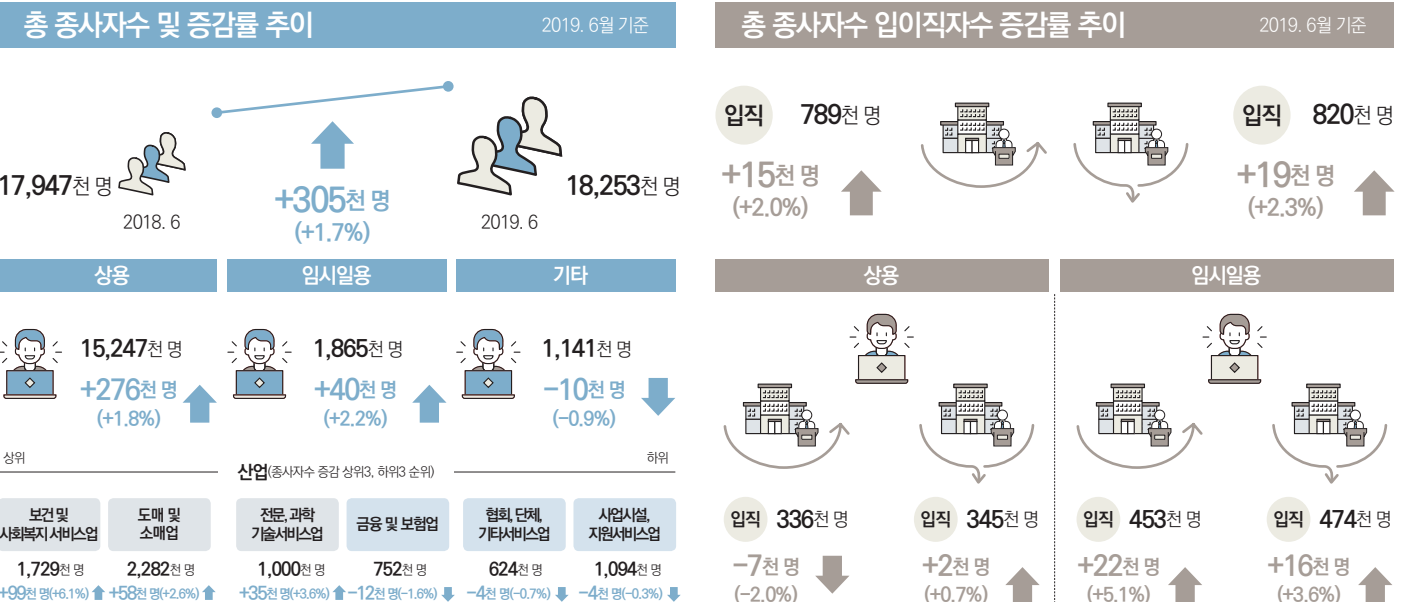 총 종사자수 및 증감률 추이
2019. 6월 기준
17,947천 명
2018. 6
+305천 명
(+1.7%)
2019. 6
18,253천 명
상용
임시일용
기타
15,247천 명
+276천 명
(+1.8%)
1,865천 명
+40천 명
(+2.2%)
1,141천 명
-10천 명
(-0.9%)
상위
산업(종사자수 증감 상위3, 하위3 순위)
하위
보건 및
사회복지 서비스업
1,729천 명
+99천 명(+6.1%)
도매 및
소매업
2,282천 명
+58천 명(+2.6%)
전문, 과학
기술서비스업
1,000천 명
+35천 명(+3.6%)
금융 및 보험업
752천 명
-12천 명(-1.6%)
협회, 단체,
기타서비스업
624천 명
-4천 명(-0.7%)
사업시설,
지원서비스업
1,094천 명
-4천 명(-0.3%)
총 종사자수 입이직자수 증감률 추이
2019. 6월 기준
입직 789천 명
+15천 명
(+2.0%)
입직 820천 명
+19천 명
(+2.3%)
상용
임시일용
입직 336천 명
-7천 명
(-2.0%)
입직 345천 명
+2천 명
(+0.7%)
입직 453천 명
+22천 명
(+5.1%)
입직 474천 명
+16천 명
(+3.6%)